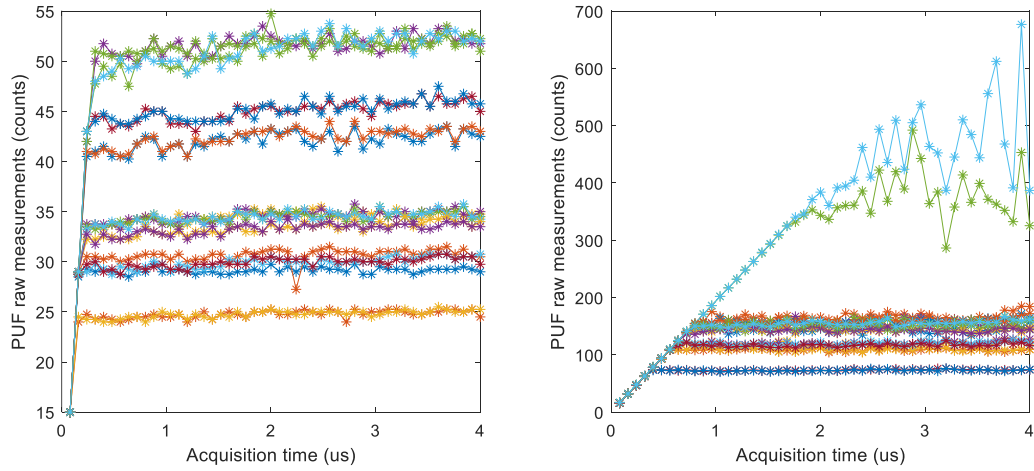 55
50
45
40
35
30
25
20
15
0 1 2 3 4
PUF raw measurements (counts)
Acquisition time (us)
700
600
500
400
300
200
100
0
0 1 2 3 4
PUF raw measurements (counts)
Acquisition time (us)